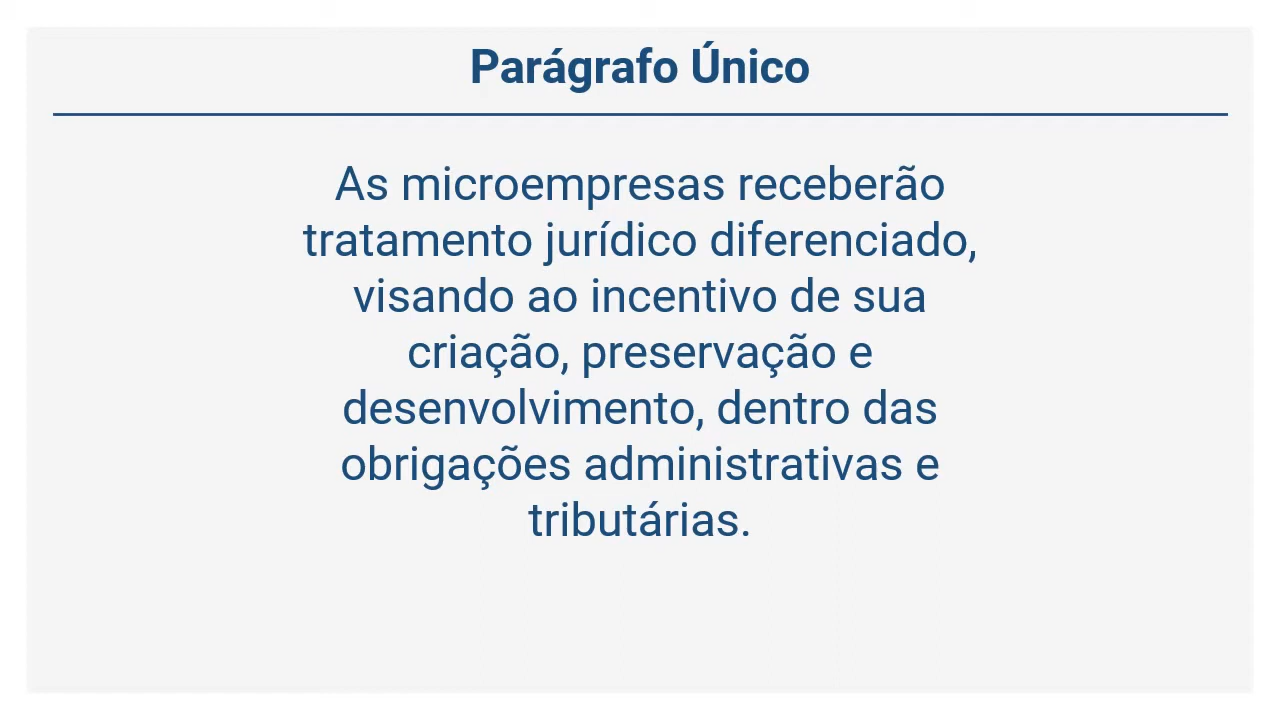 Parágrafo Único
As microempresas receberão
tratamento jurídico diferenciado,
visando ao incentivo de sua
criação, preservação e
desenvolvimento, dentro das
obrigações administrativas e
tributárias.